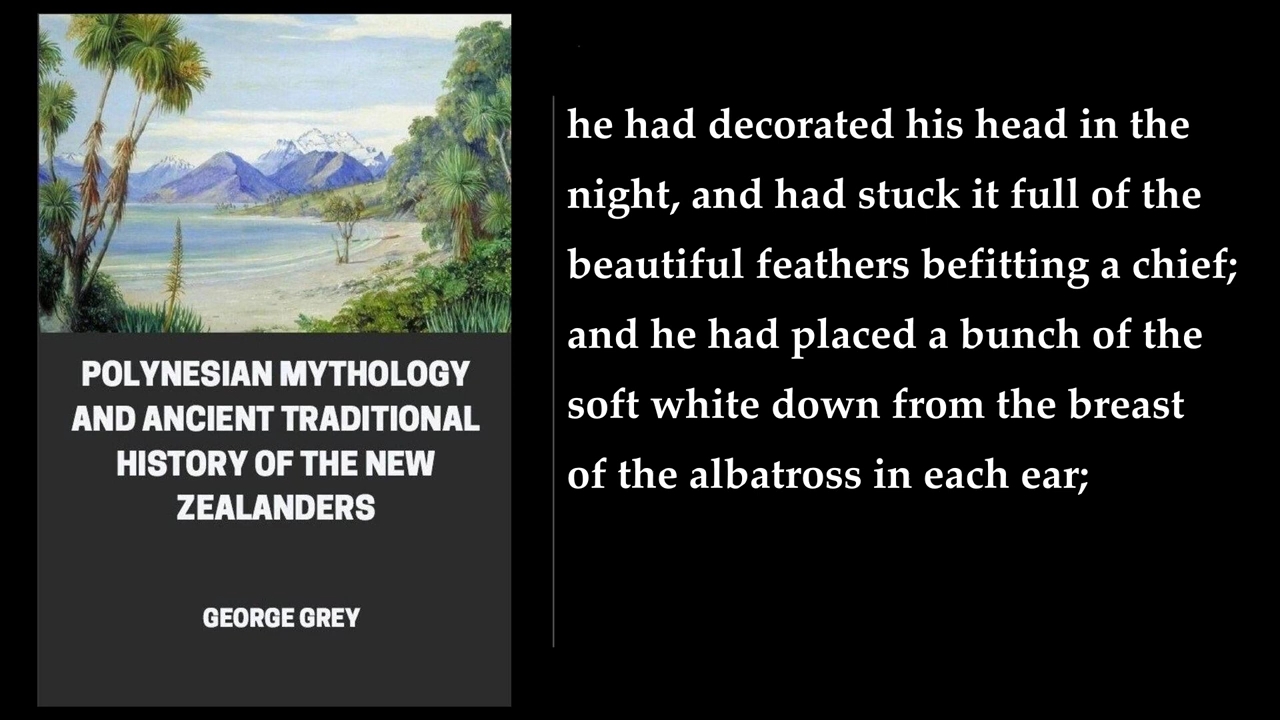 POLYNESIAN MYTHOLOGY
AND ANCIENT TRADITIONAL
HISTORY OF THE NEW
ZEALANDERS
GEORGE GREY
he had decorated his head in the
night, and had stuck it full of the
beautiful feathers befitting a chief;
and he had placed a bunch of the
soft white down from the breast
of the albatross in each ear;